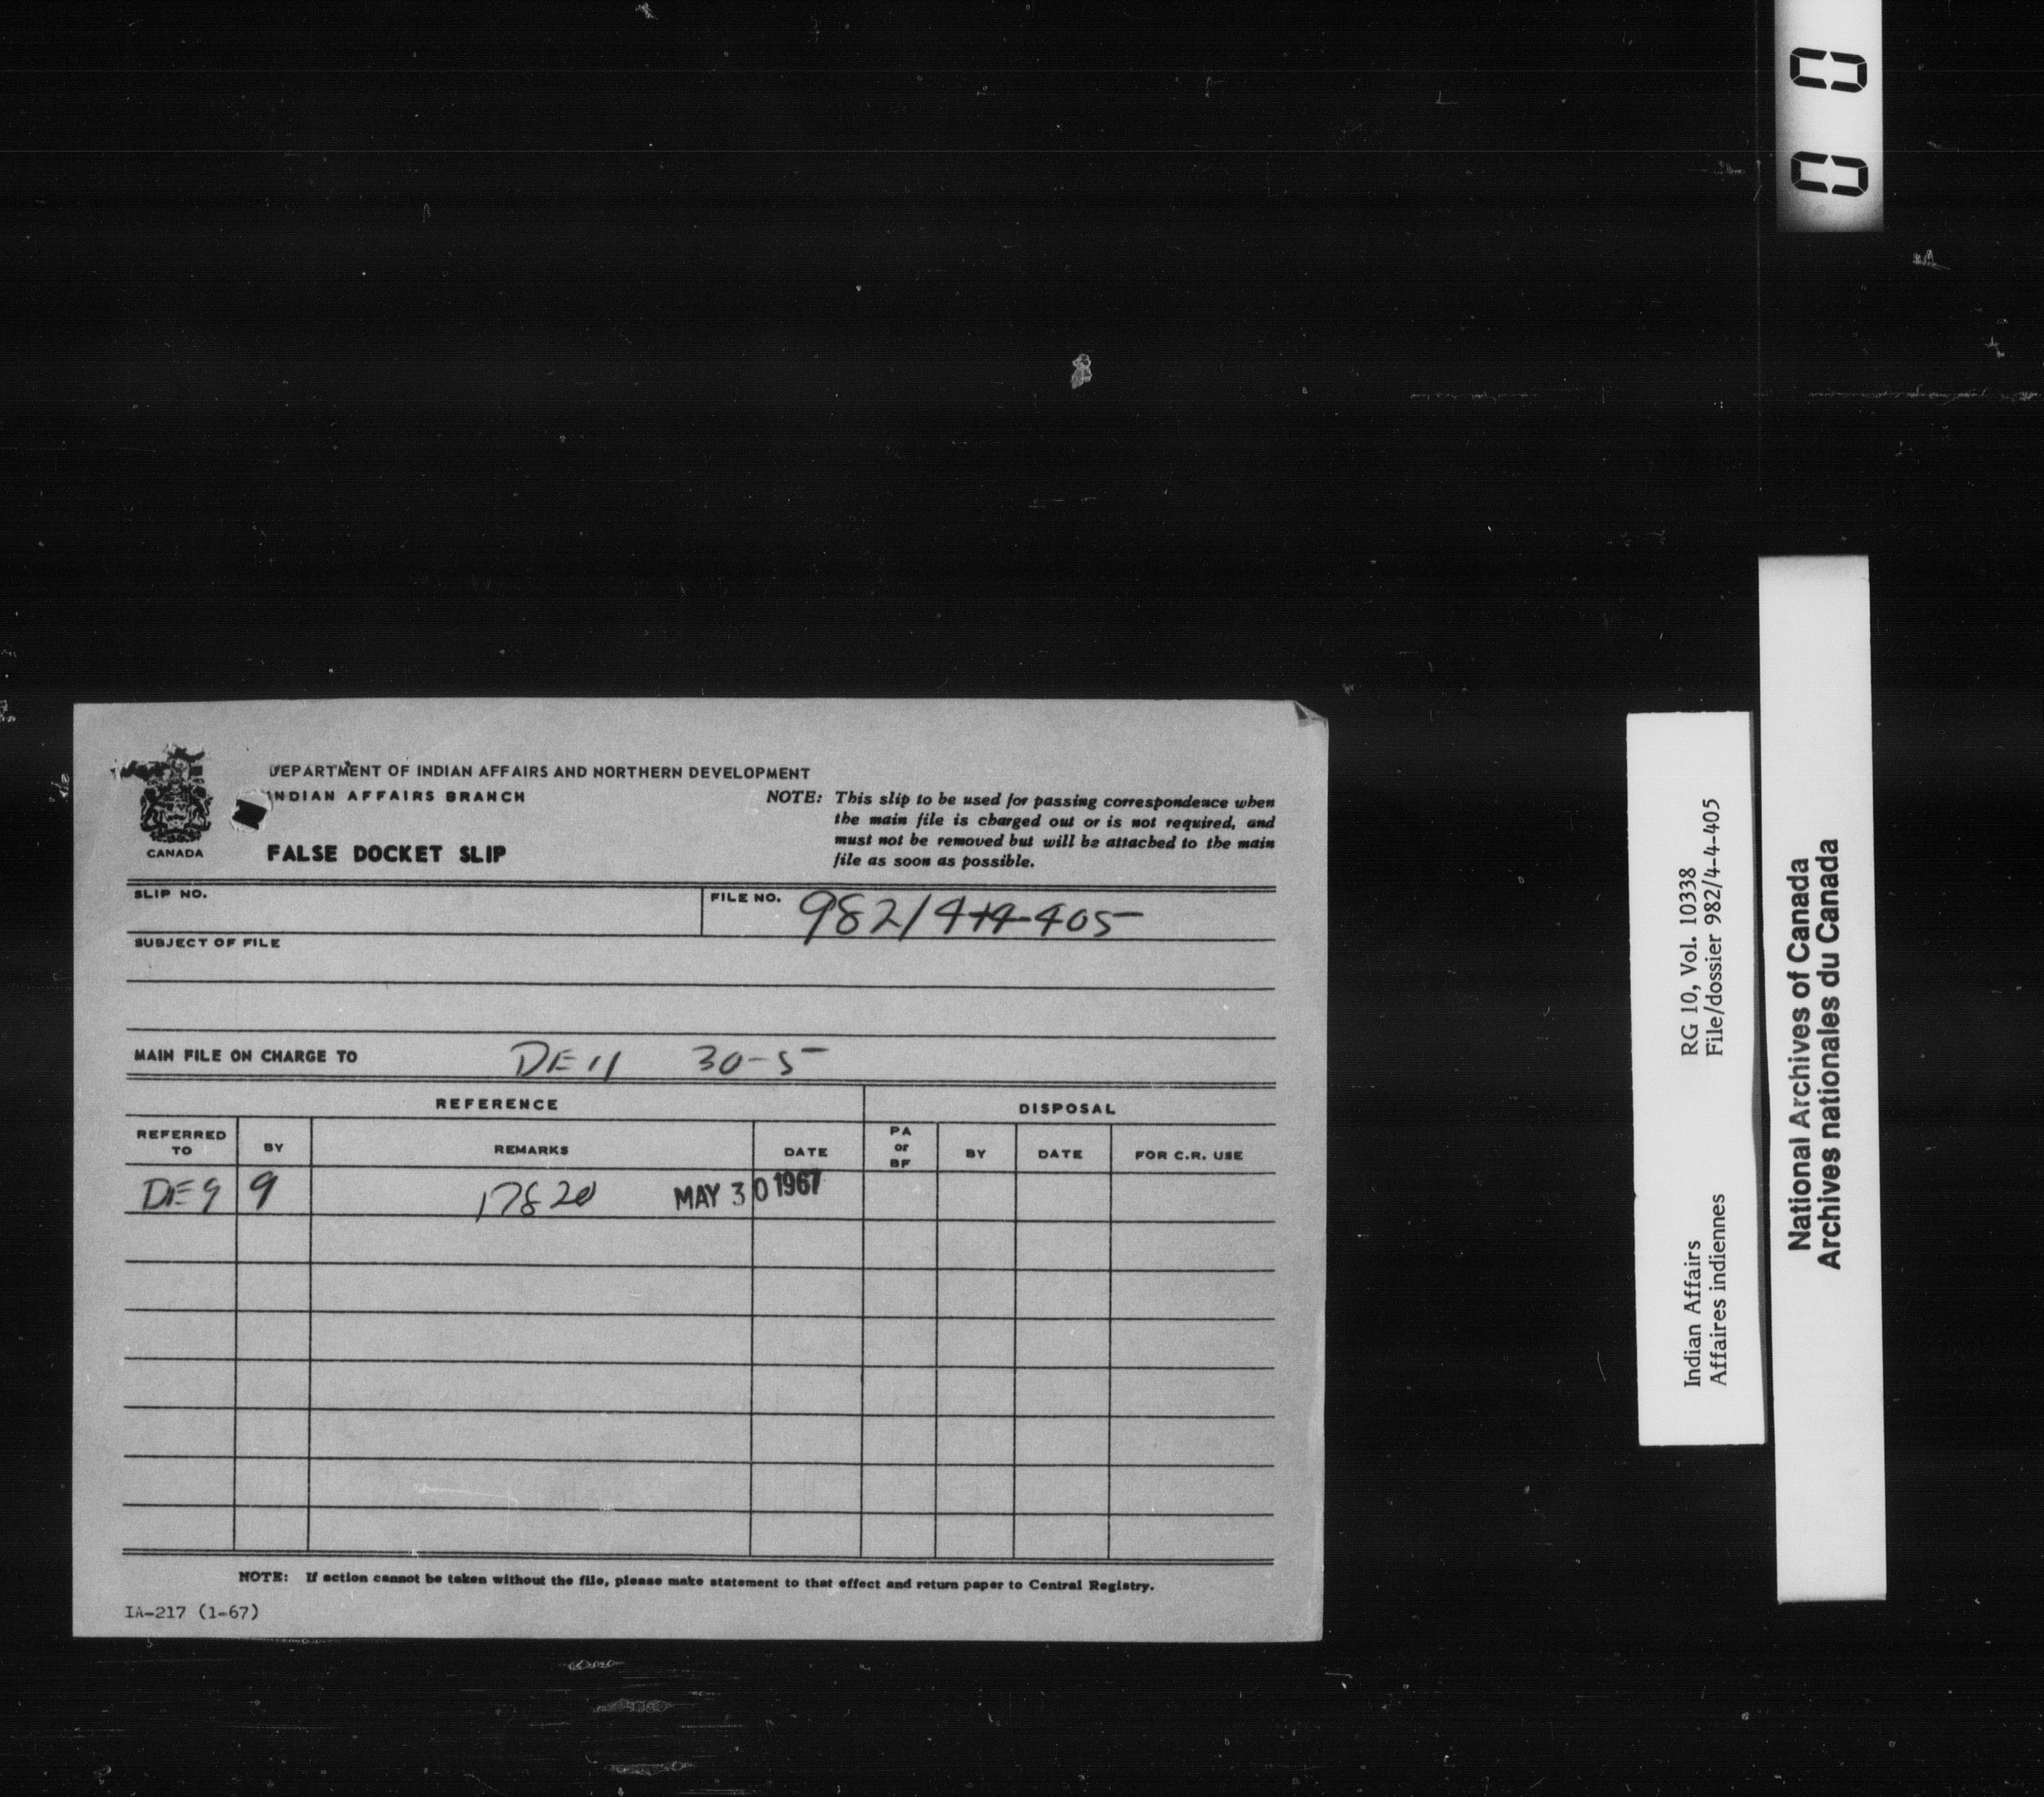 DEPARTMENT OF INDIAN AFFAIRS AND NORTHERN DEVELOPMENT
INDIAN AFFAIRS BRANCH
CANADA
FALSE DOCKET SLIP
NOTE: This slip to be used for passing correspondence when
the main file is charged out or is not required, and
must not be removed but will be attached to the main
file as soon as possible.
SLIP NO.
FILE NO. 982/4-4-4-405
SUBJECT OF FILE
MAIN FILE ON CHARGE TO DE 11 30-5
REFERENCE DISPOSAL
REFERRED TO BY REMARKS DATE PA or BF BY DATE FOR C.R. USE
DE 9 9 17820 MAY 30 1967
NOTE: If action cannot be taken without the file, please make statement to that effect and return paper to Central Registry.
IA-217 (1-67)
Indian Affairs RG 10, Vol. 10338
Affaires indiennes File/dossier 982/4-4-405
National Archives of Canada
Archives nationales du Canada
00